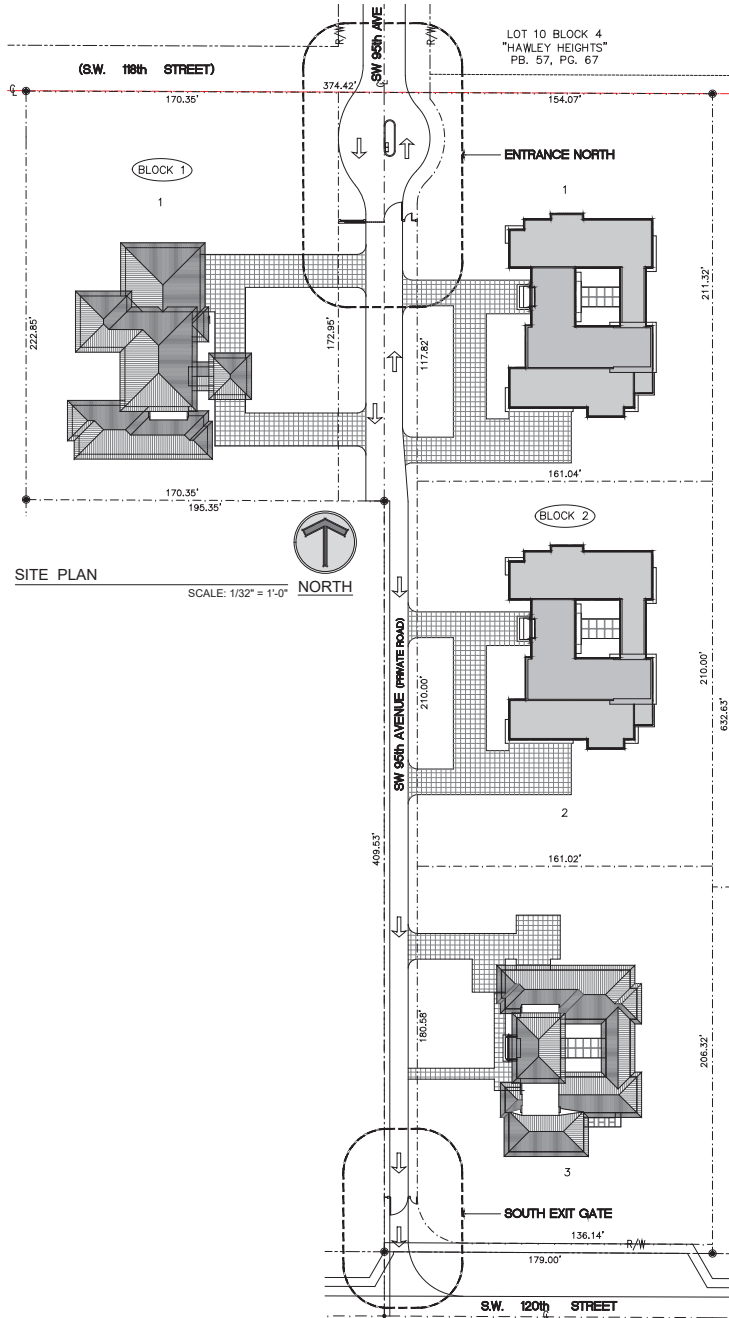 SW 95th AVE
R/W
R/W
LOT 10 BLOCK 4
"HAWLEY HEIGHTS"
PB. 57, PG. 67
(S.W. 118th STREET)
℄
℄
170.35'
374.42'
154.07'
ENTRANCE NORTH
BLOCK 1
1
1
222.85'
172.95'
117.82'
211.32'
170.35'
195.35'
161.04'
BLOCK 2
SITE PLAN
SCALE: 1/32" = 1'-0"
NORTH
SW 95th AVENUE (PRIVATE ROAD)
210.00'
210.00'
632.63'
2
409.53'
161.02'
180.58'
206.32'
3
SOUTH EXIT GATE
136.14'
R/W
179.00'
S.W. 120th STREET
℄